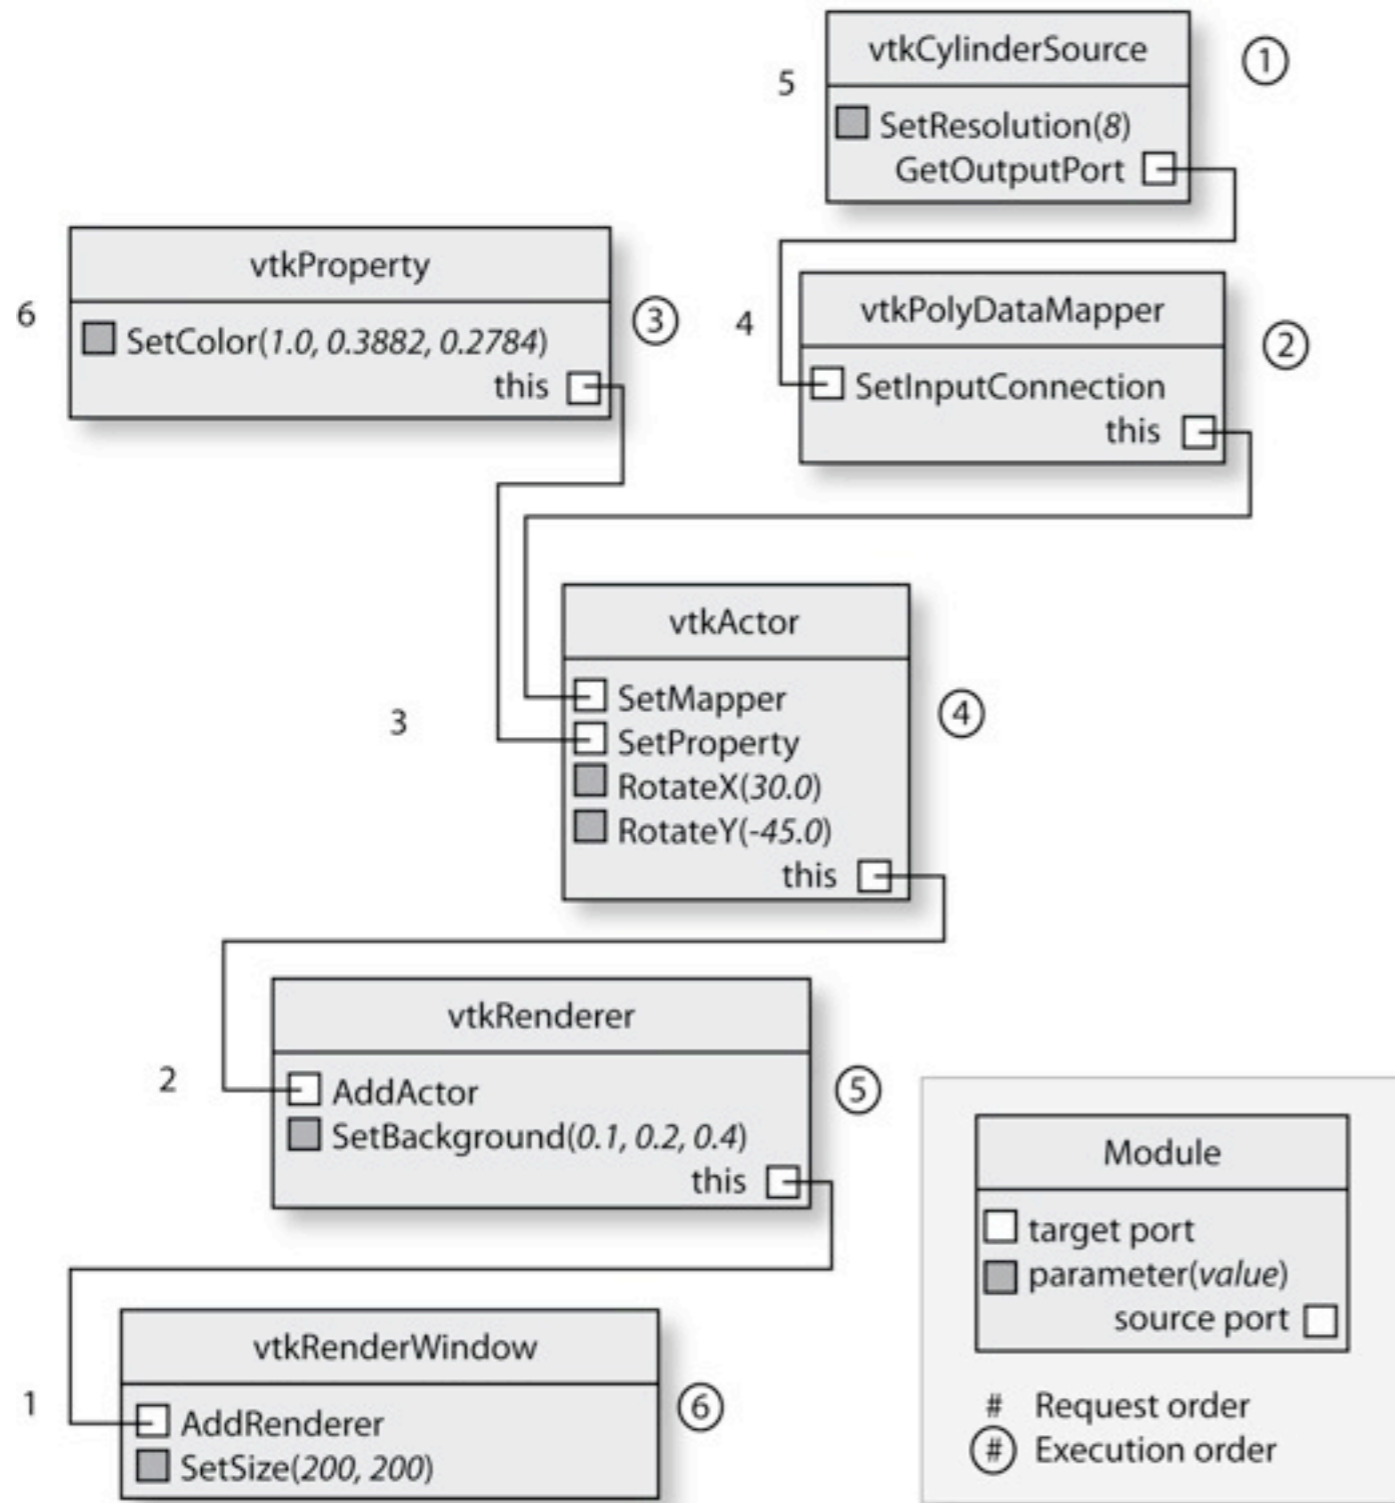 vtkCylinderSource
1
5
SetResolution(8)
GetOutputPort
vtkProperty
6
SetColor(1.0, 0.3882, 0.2784)
this
3
vtkPolyDataMapper
4
2
SetInputConnection
this
vtkActor
3
SetMapper
SetProperty
RotateX(30.0)
RotateY(-45.0)
this
4
vtkRenderer
2
AddActor
SetBackground(0.1, 0.2, 0.4)
this
5
vtkRenderWindow
1
AddRenderer
SetSize(200, 200)
6
Module
target port
parameter(value)
source port
# Request order
# Execution order